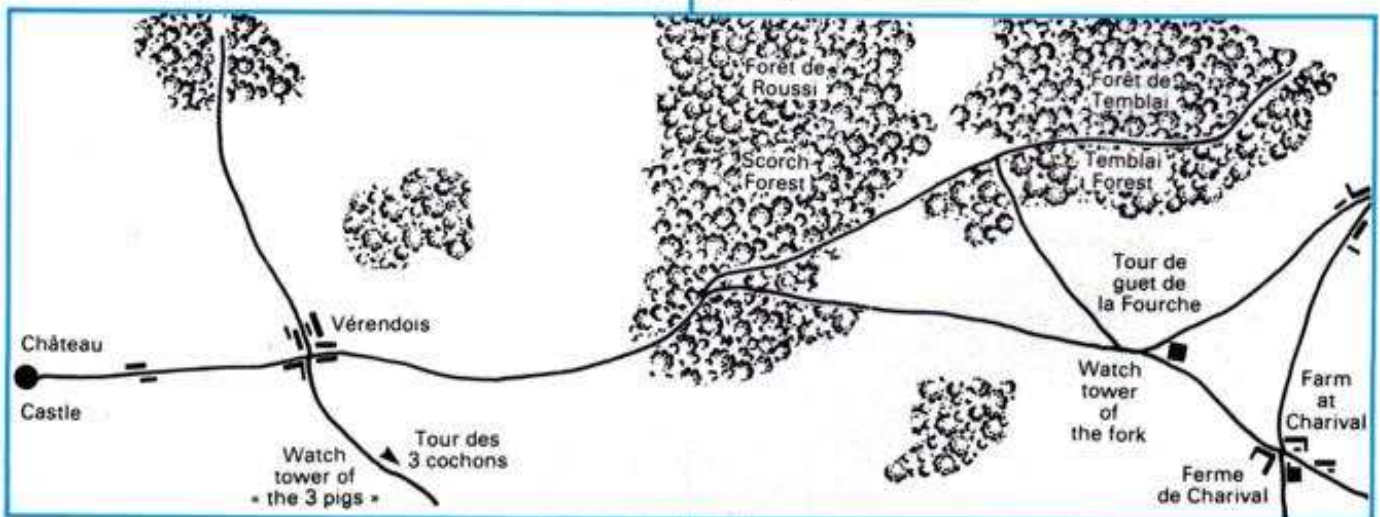 Forêt de
Roussi
Scorch
Forest
Forêt de
Temblai
Temblai
Forest
Tour de
guet de
la Fourche
Watch
tower
of
the fork
Château
Castle
Vérendois
Watch
tower of
« the 3 pigs »
Tour des
3 cochons
Farm
at
Charival
Ferme
de Charival